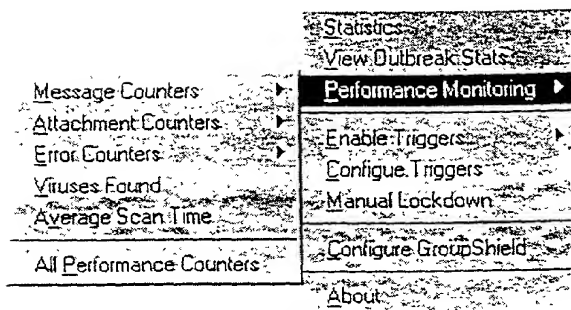 Statistics
View Outbreak Stats
Performance Monitoring
Enable Triggers
Configue Triggers
Manual Lockdown
Configure GroupShield
About
Message Counters
Attachment Counters
Error Counters
Viruses Found
Average Scan Time
All Performance Counters